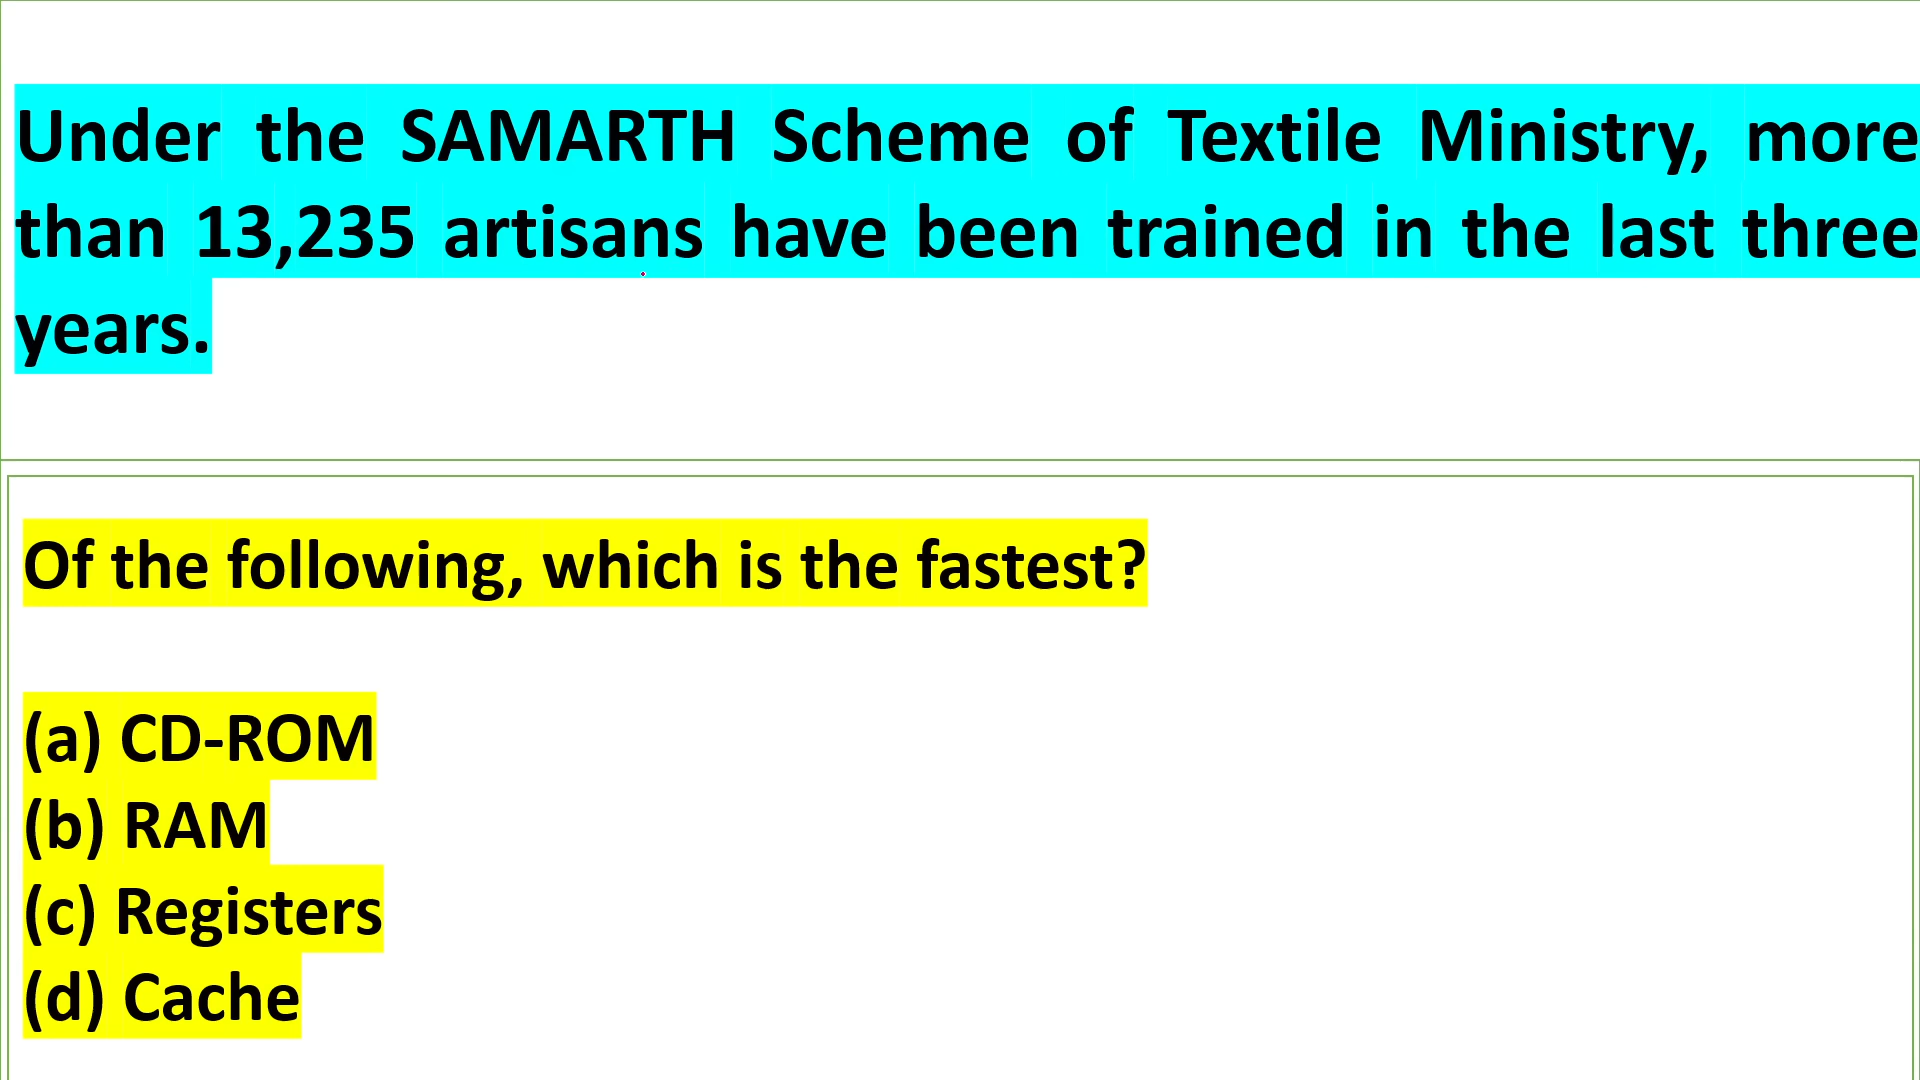 Under the SAMARTH Scheme of Textile Ministry, more
than 13,235 artisans have been trained in the last three
years.
Of the following, which is the fastest?
(a) CD-ROM
(b) RAM
(c) Registers
(d) Cache